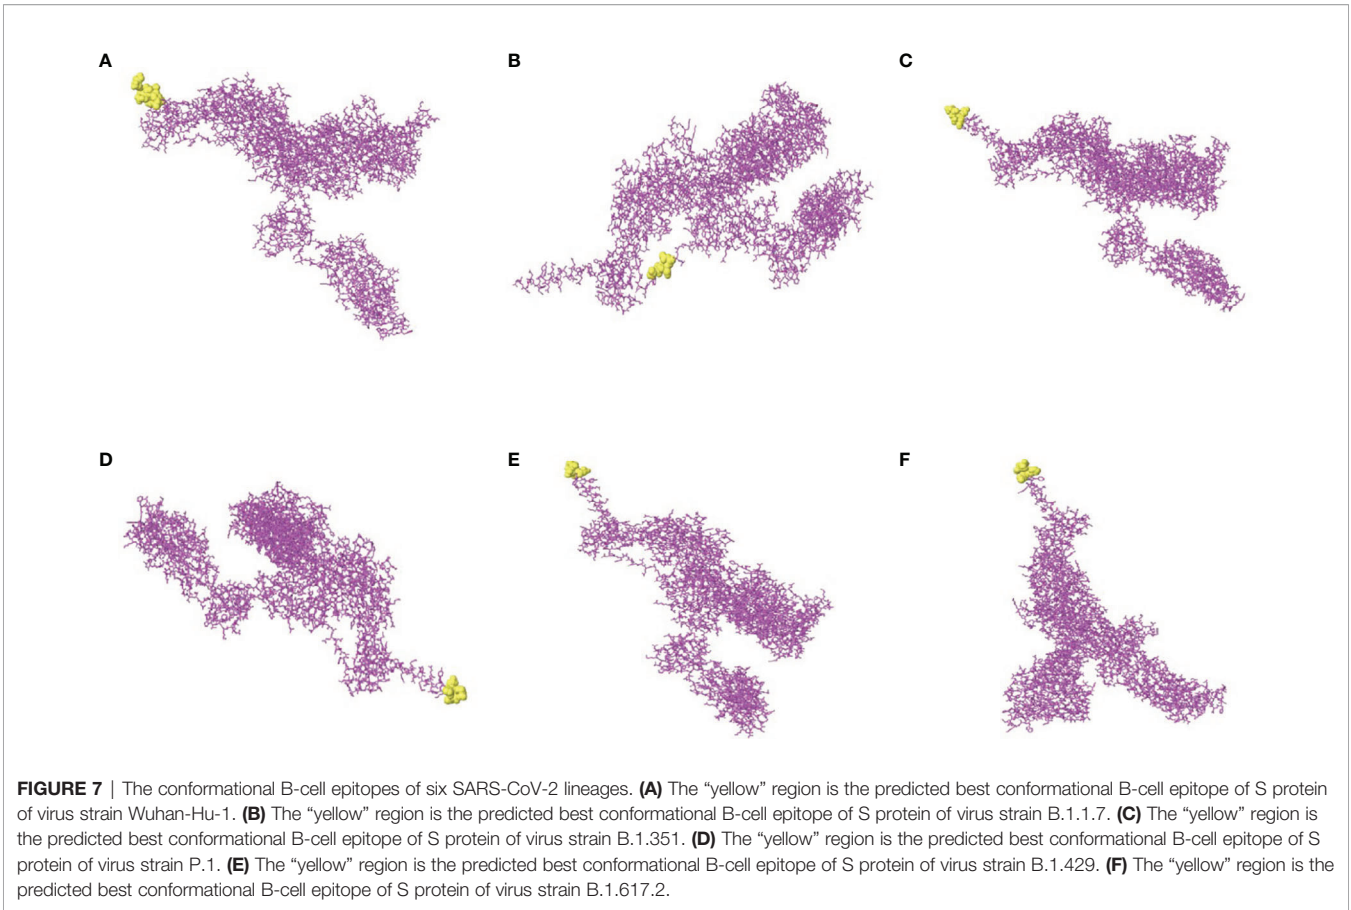 A
B
C
D
E
F
FIGURE 7 | The conformational B-cell epitopes of six SARS-CoV-2 lineages. (A) The “yellow” region is the predicted best conformational B-cell epitope of S protein
of virus strain Wuhan-Hu-1. (B) The “yellow” region is the predicted best conformational B-cell epitope of S protein of virus strain B.1.1.7. (C) The “yellow” region is
the predicted best conformational B-cell epitope of S protein of virus strain B.1.351. (D) The “yellow” region is the predicted best conformational B-cell epitope of S
protein of virus strain P.1. (E) The “yellow” region is the predicted best conformational B-cell epitope of S protein of virus strain B.1.429. (F) The “yellow” region is the
predicted best conformational B-cell epitope of S protein of virus strain B.1.617.2.